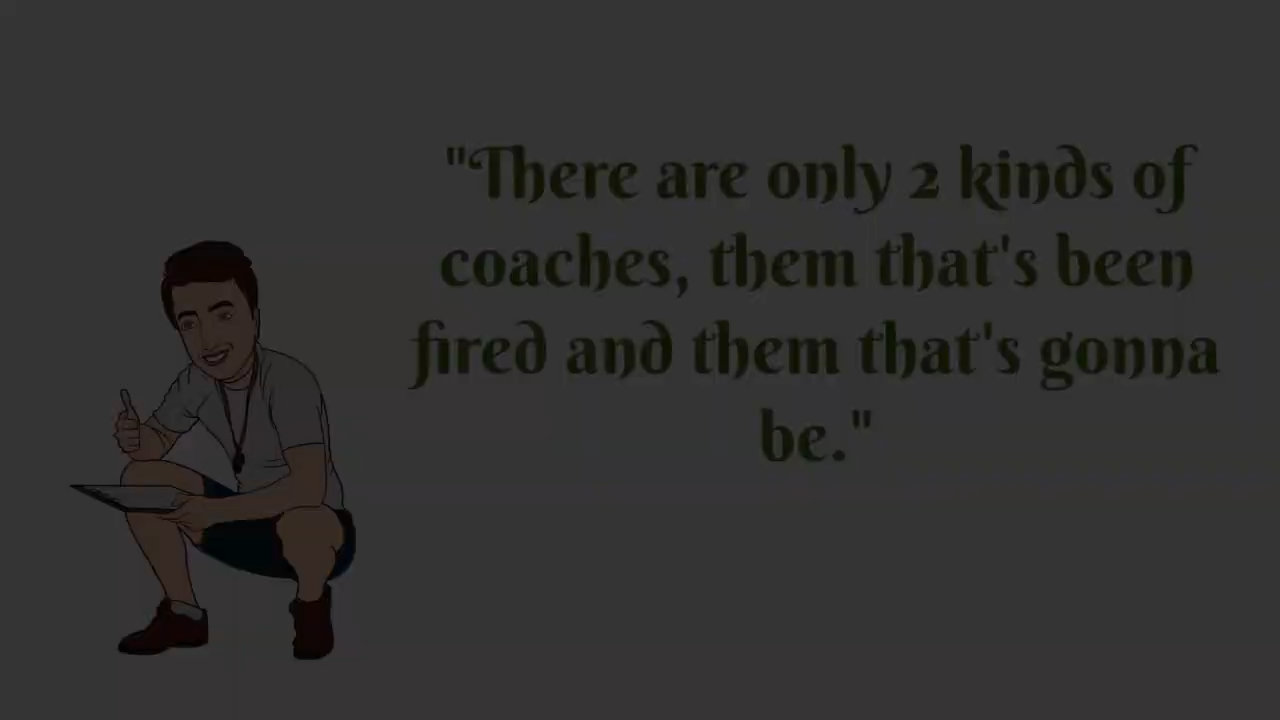 "There are only 2 kinds of
coaches, them that's been
fired and them that's gonna
be."